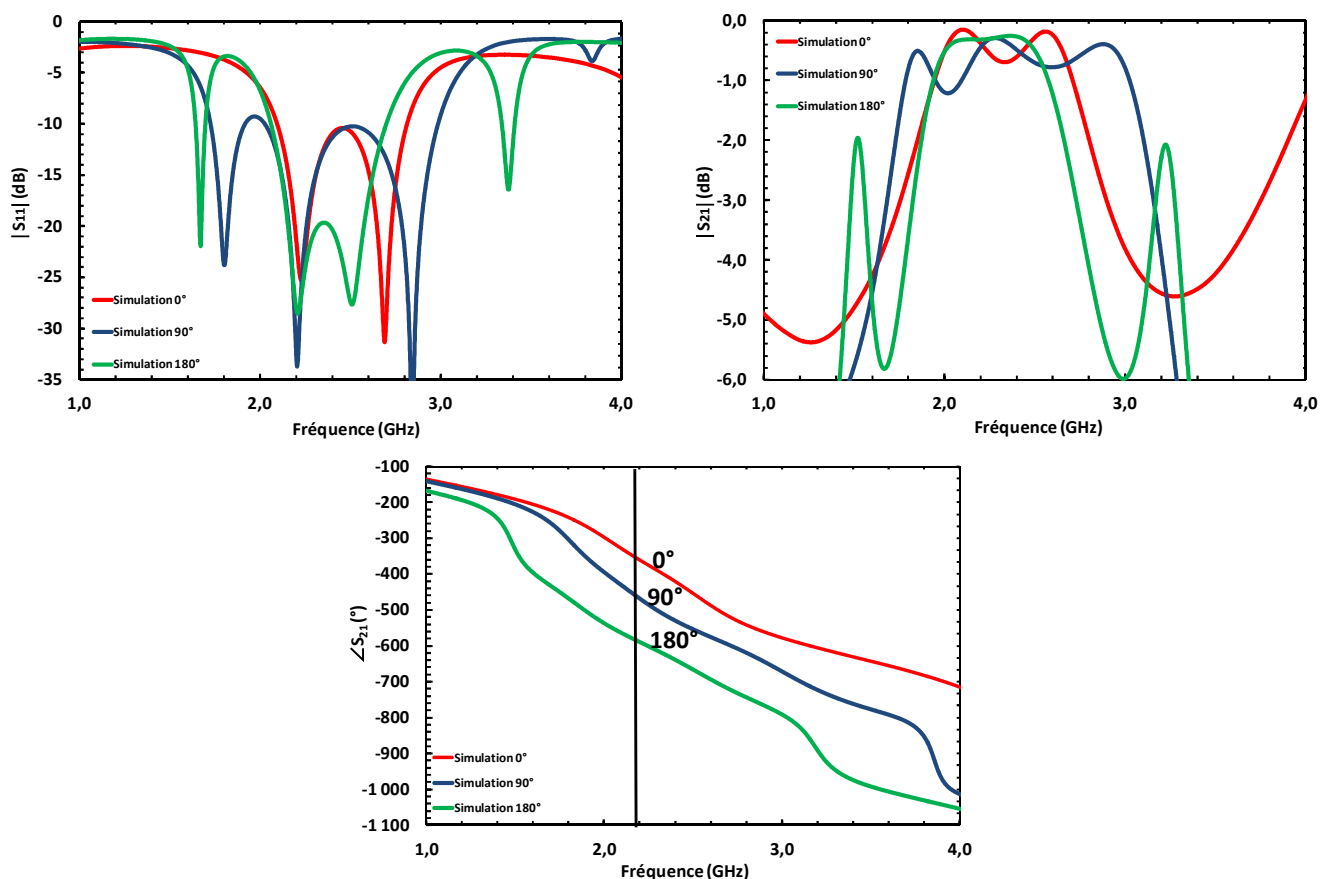 0
-5
-10
-15
-20
-25
-30
-35
|S11| (dB)
Simulation 0°
Simulation 90°
Simulation 180°
1,0 2,0 3,0 4,0
Fréquence (GHz)
0,0
-1,0
-2,0
-3,0
-4,0
-5,0
-6,0
|S21| (dB)
Simulation 0°
Simulation 90°
Simulation 180°
1,0 2,0 3,0 4,0
Fréquence (GHz)
-100
-200
-300
-400
-500
-600
-700
-800
-900
-1 000
-1 100
∠S21 (°)
0°
90°
180°
Simulation 0°
Simulation 90°
Simulation 180°
1,0 2,0 3,0 4,0
Fréquence (GHz)